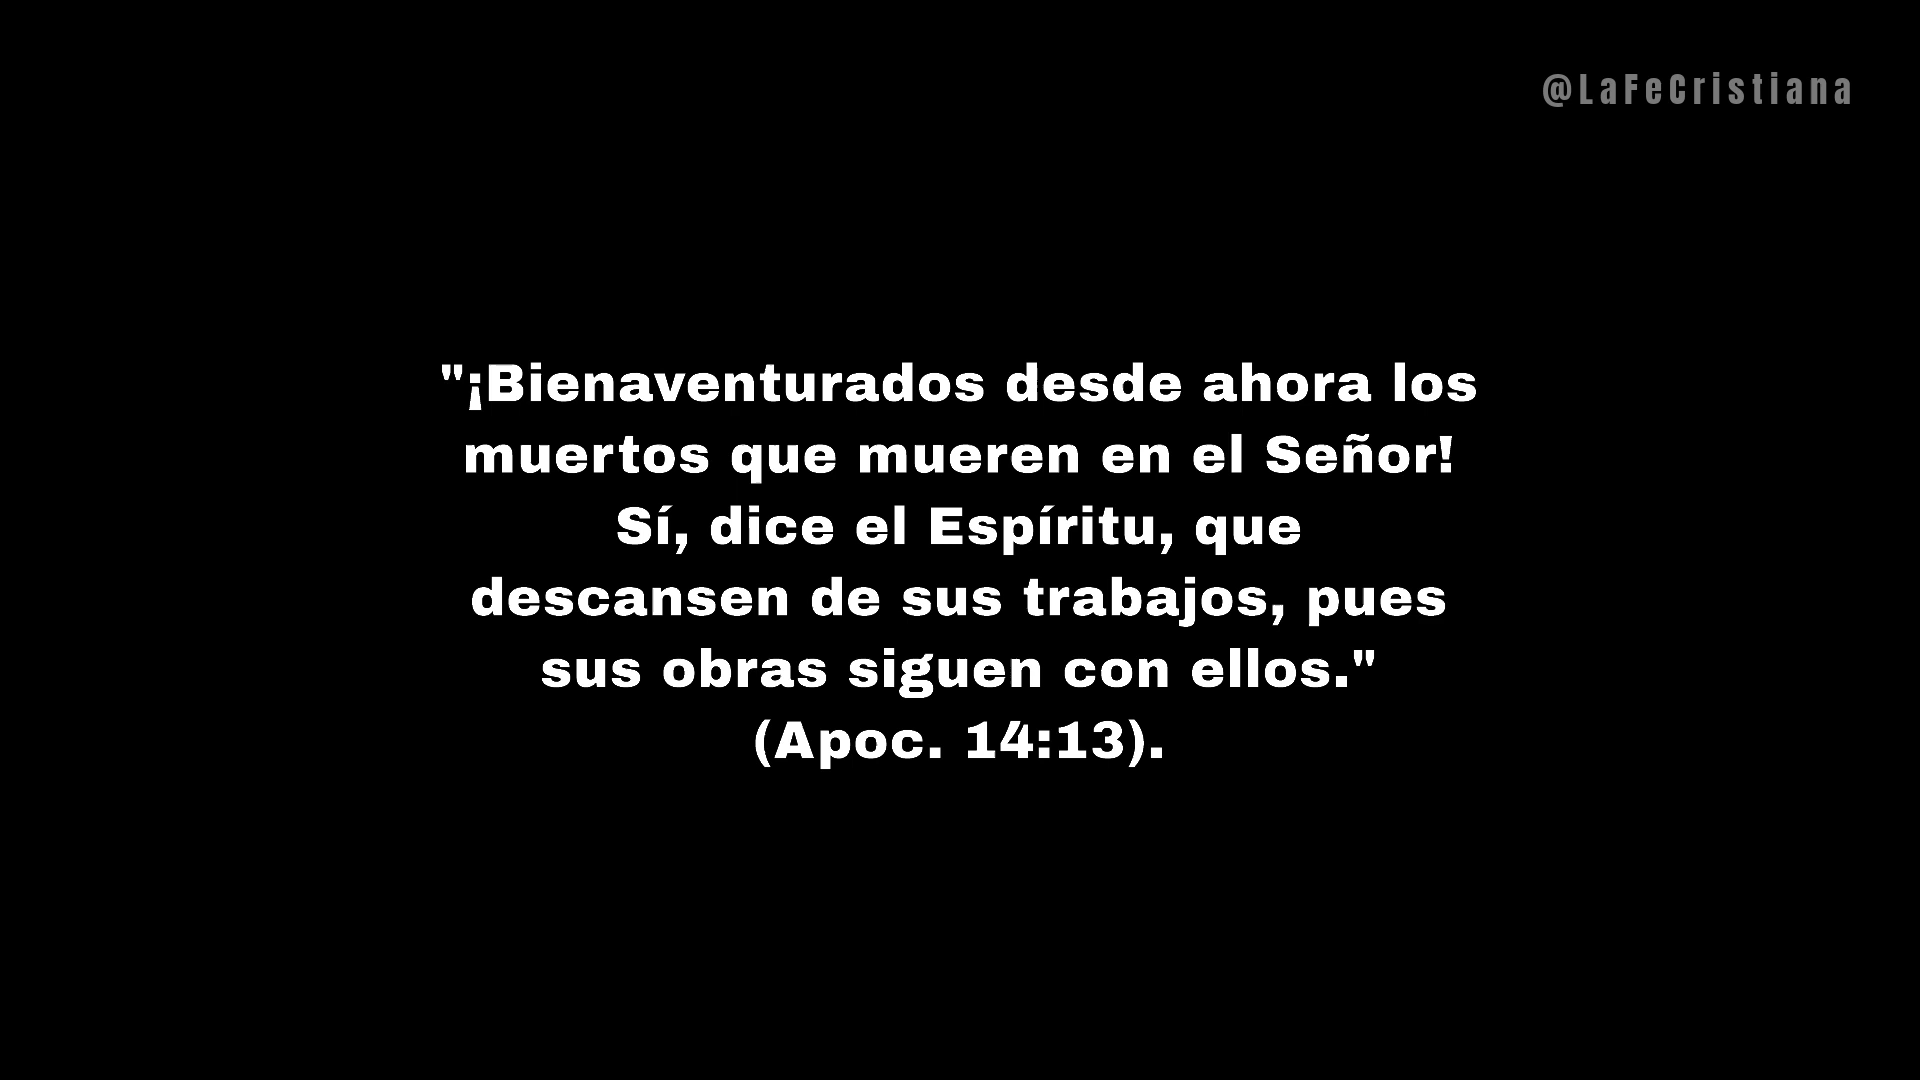 @LaFeCristiana
"¡Bienaventurados desde ahora los
muertos que mueren en el Señor!
Sí, dice el Espíritu, que
descansen de sus trabajos, pues
sus obras siguen con ellos."
(Apoc. 14:13).